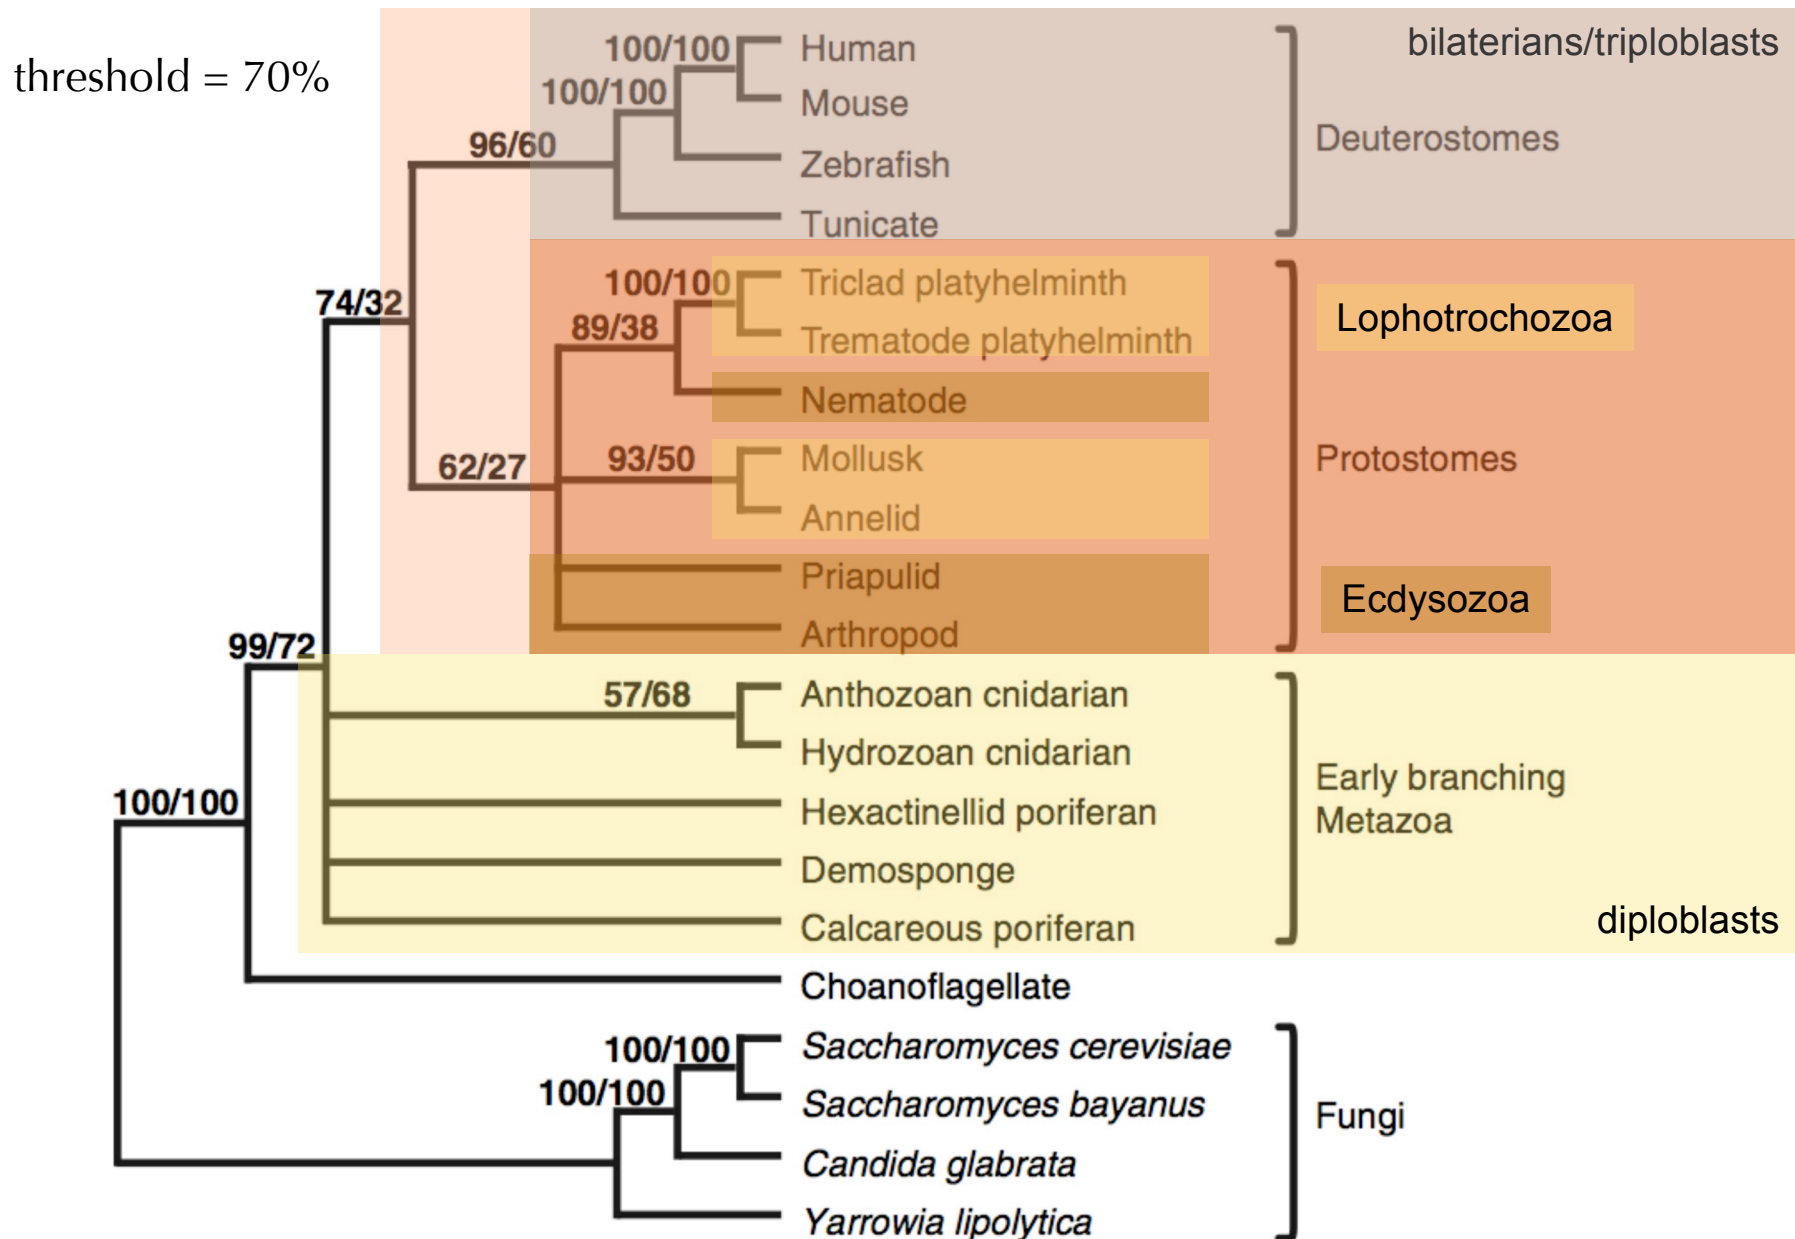 threshold = 70%
bilaterians/triploblasts
100/100
Human
100/100
Mouse
Deuterostomes
96/60
Zebrafish
Tunicate
100/100
Triclad platyhelminth
74/32
Lophotrochozoa
89/38
Trematode platyhelminth
Nematode
62/27
93/50
Mollusk
Protostomes
Annelid
Priapulid
Ecdysozoa
Arthropod
99/72
57/68
Anthozoan cnidarian
Hydrozoan cnidarian
Early branching
Metazoa
100/100
Hexactinellid poriferan
Demosponge
Calcareous poriferan
diploblasts
Choanoflagellate
100/100
Saccharomyces cerevisiae
100/100
Saccharomyces bayanus
Fungi
Candida glabrata
Yarrowia lipolytica